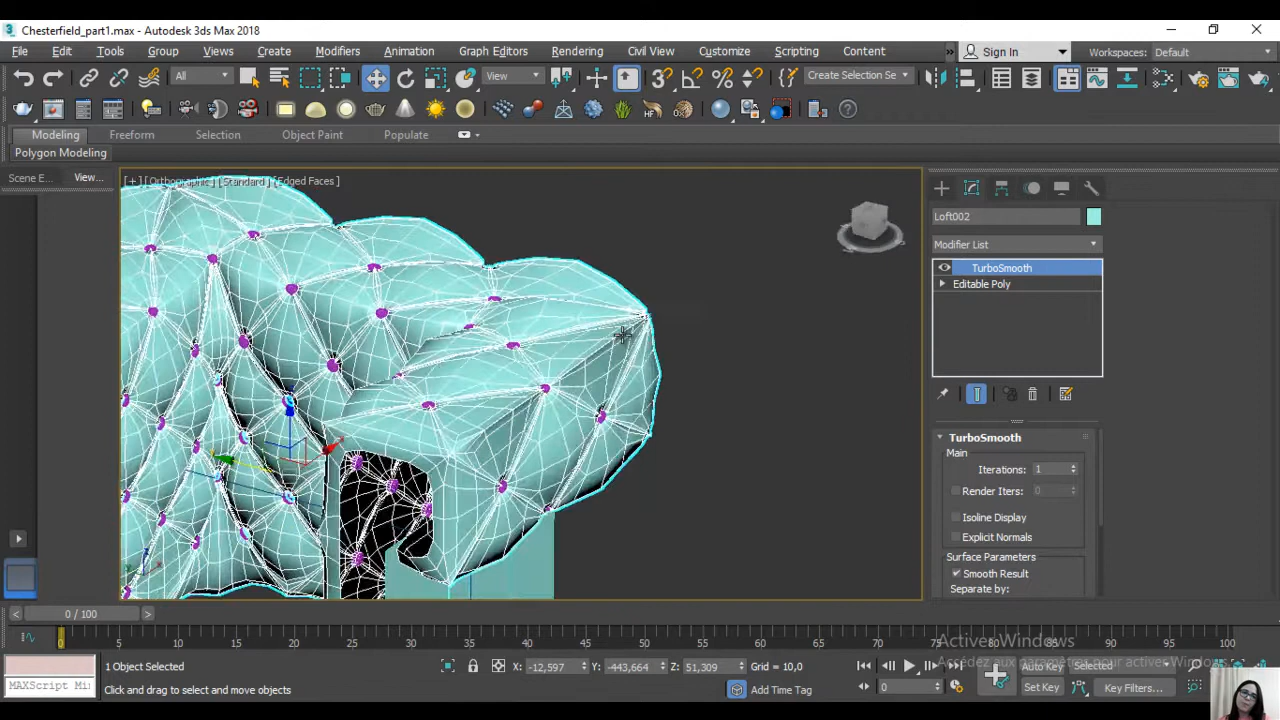 Chesterfield_part1.max - Autodesk 3ds Max 2018
File Edit Tools Group Views Create Modifiers Animation Graph Editors Rendering Civil View Customize Scripting Content Sign In Workspaces: Default
All View Create Selection Se
Modeling Freeform Selection Object Paint Populate
Polygon Modeling
Scene E... View...
[+] [Orthographic] [Standard] [Edged Faces]
Loft002
Modifier List
TurboSmooth
Editable Poly
TurboSmooth
Main
Iterations: 1
Render Iters: 0
Isoline Display
Explicit Normals
Surface Parameters
Smooth Result
Separate by:
< 0 / 100 >
0 5 10 15 20 25 30 35 40 45 50 55 60 65 70 75 80 85 90 95 100
1 Object Selected
X: -12,597 Y: -443,664 Z: 51,309 Grid = 10,0
Auto Key Selected
MAXScript Mi
Click and drag to select and move objects
Add Time Tag
0
Set Key Key Filters...
Activer Windows